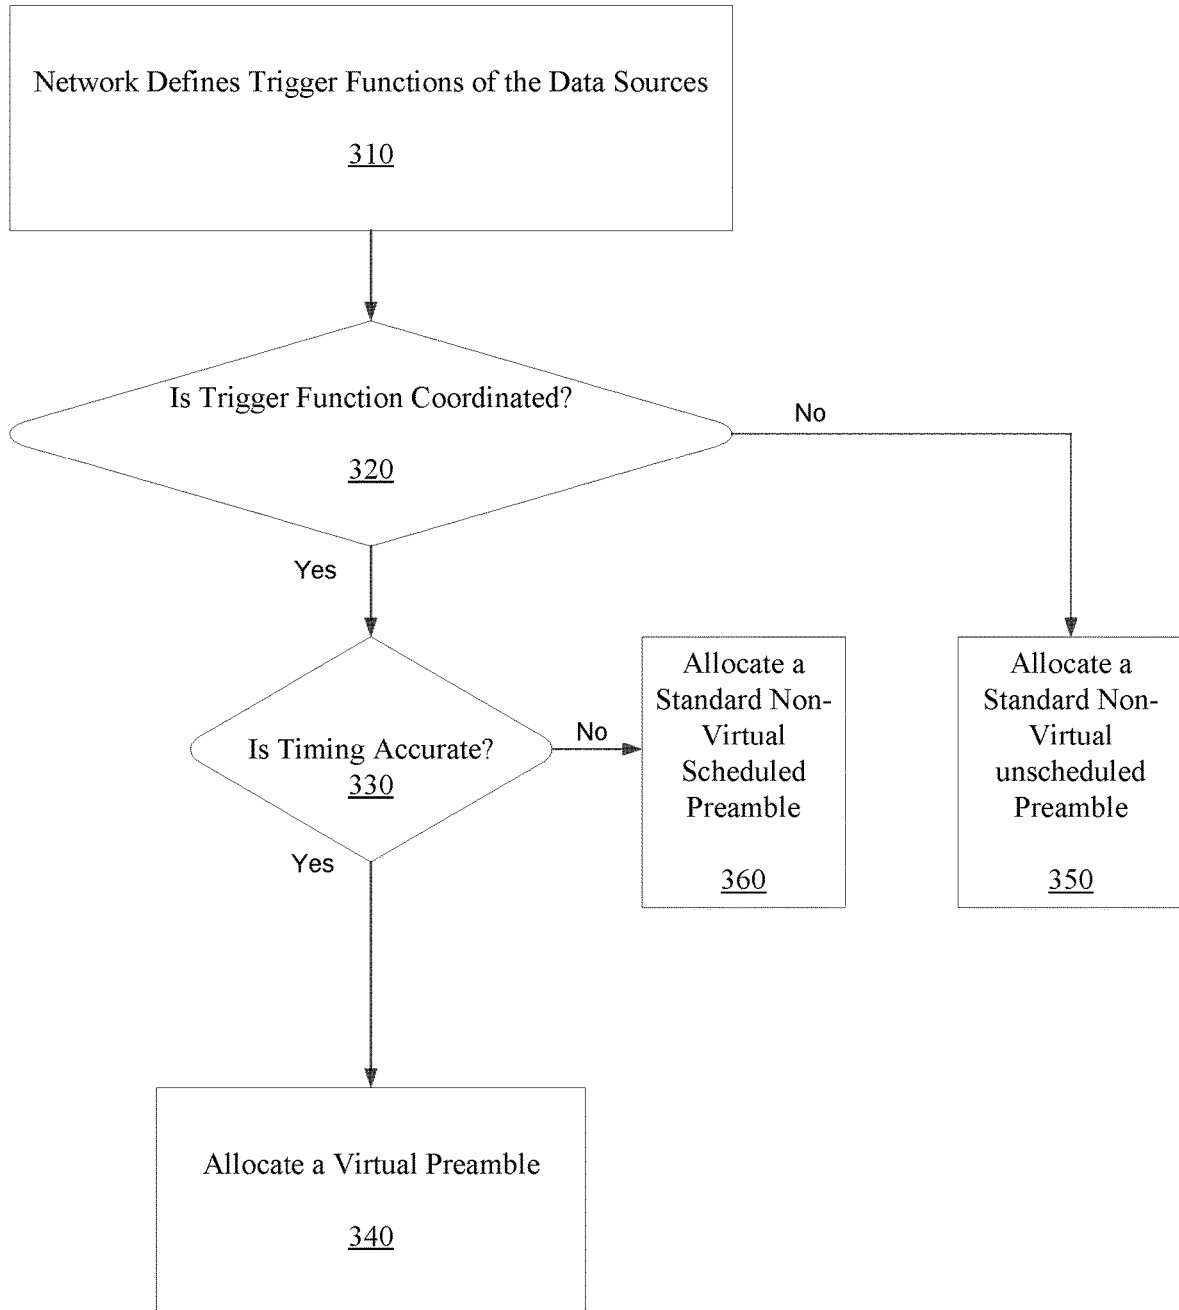 Network Defines Trigger Functions of the Data Sources
310
Is Trigger Function Coordinated?
320
No
Yes
Is Timing Accurate?
330
No
Yes
Allocate a
Standard Non-
Virtual
Scheduled
Preamble
360
Allocate a
Standard Non-
Virtual
unscheduled
Preamble
350
Allocate a Virtual Preamble
340